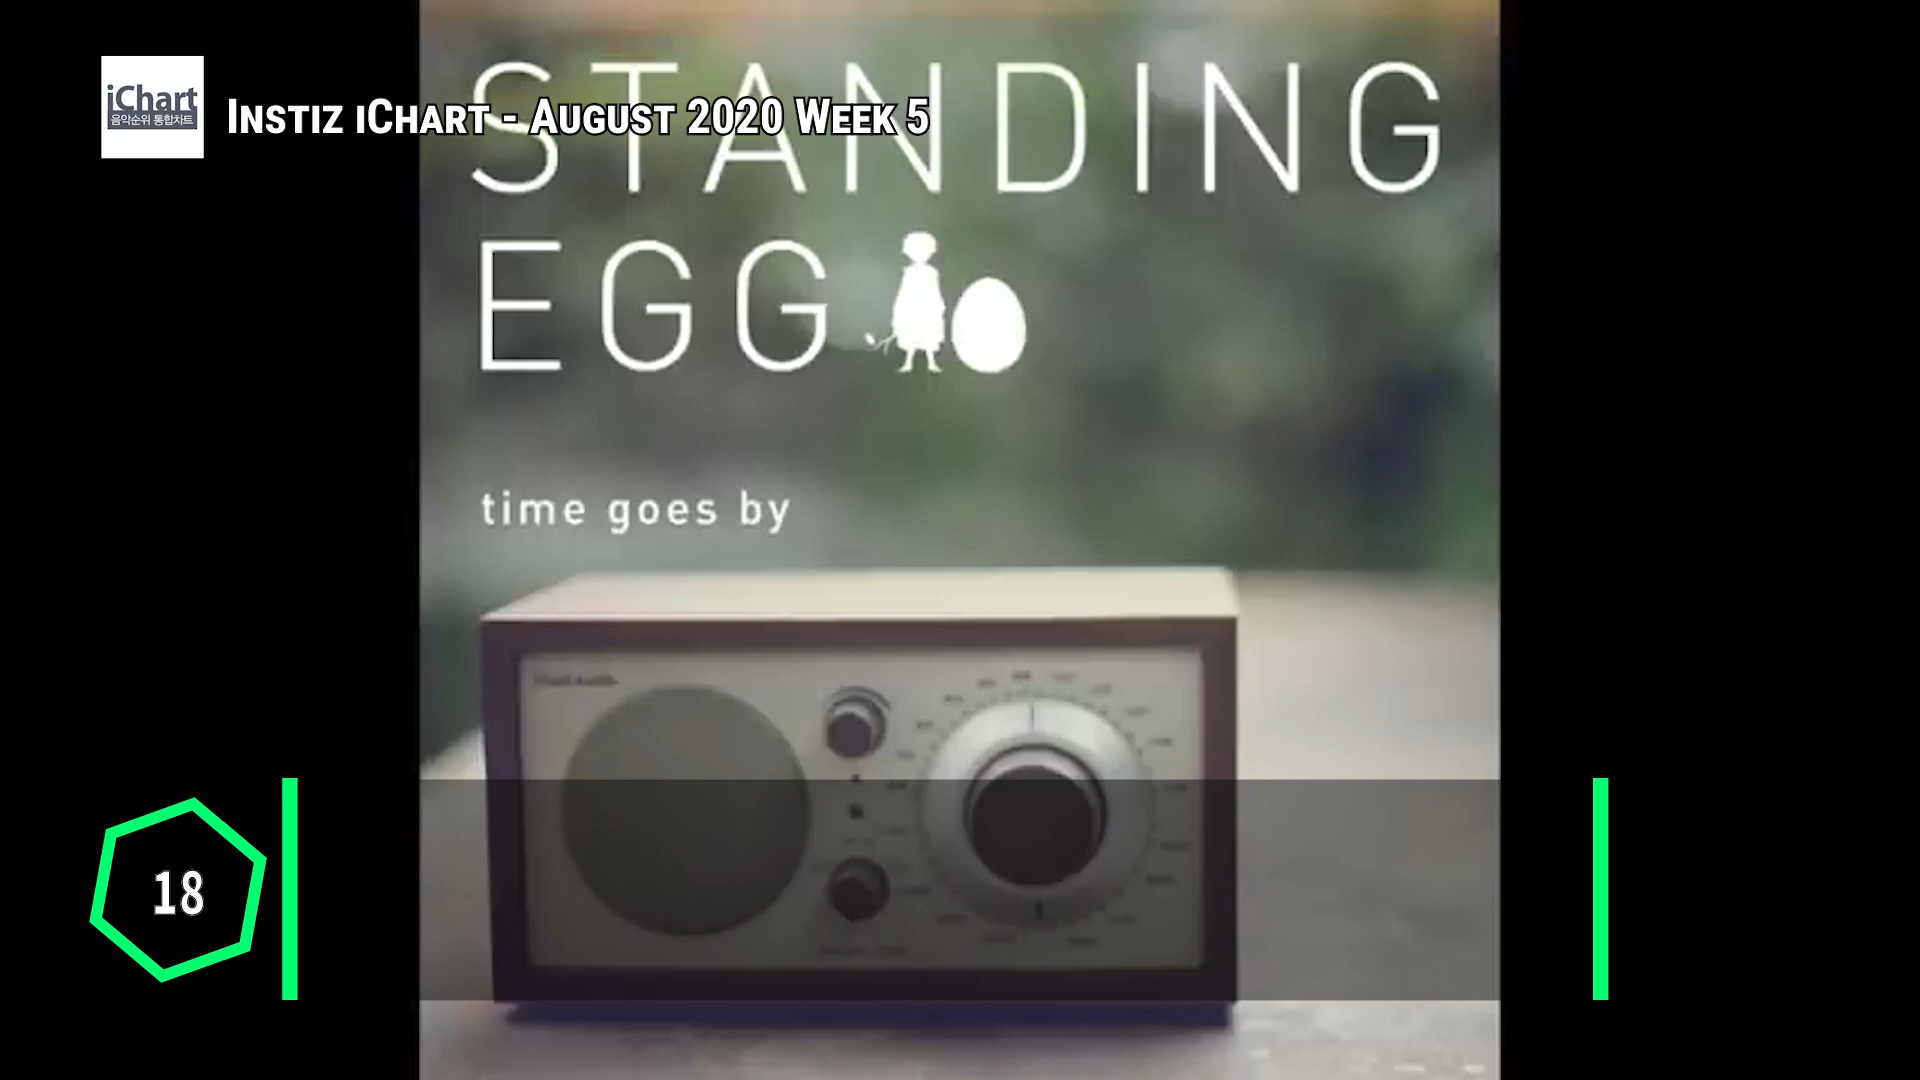 iChart
음악순위 통합차트
Instiz iChart - August 2020 Week 5
STANDING
EGG
time goes by
18